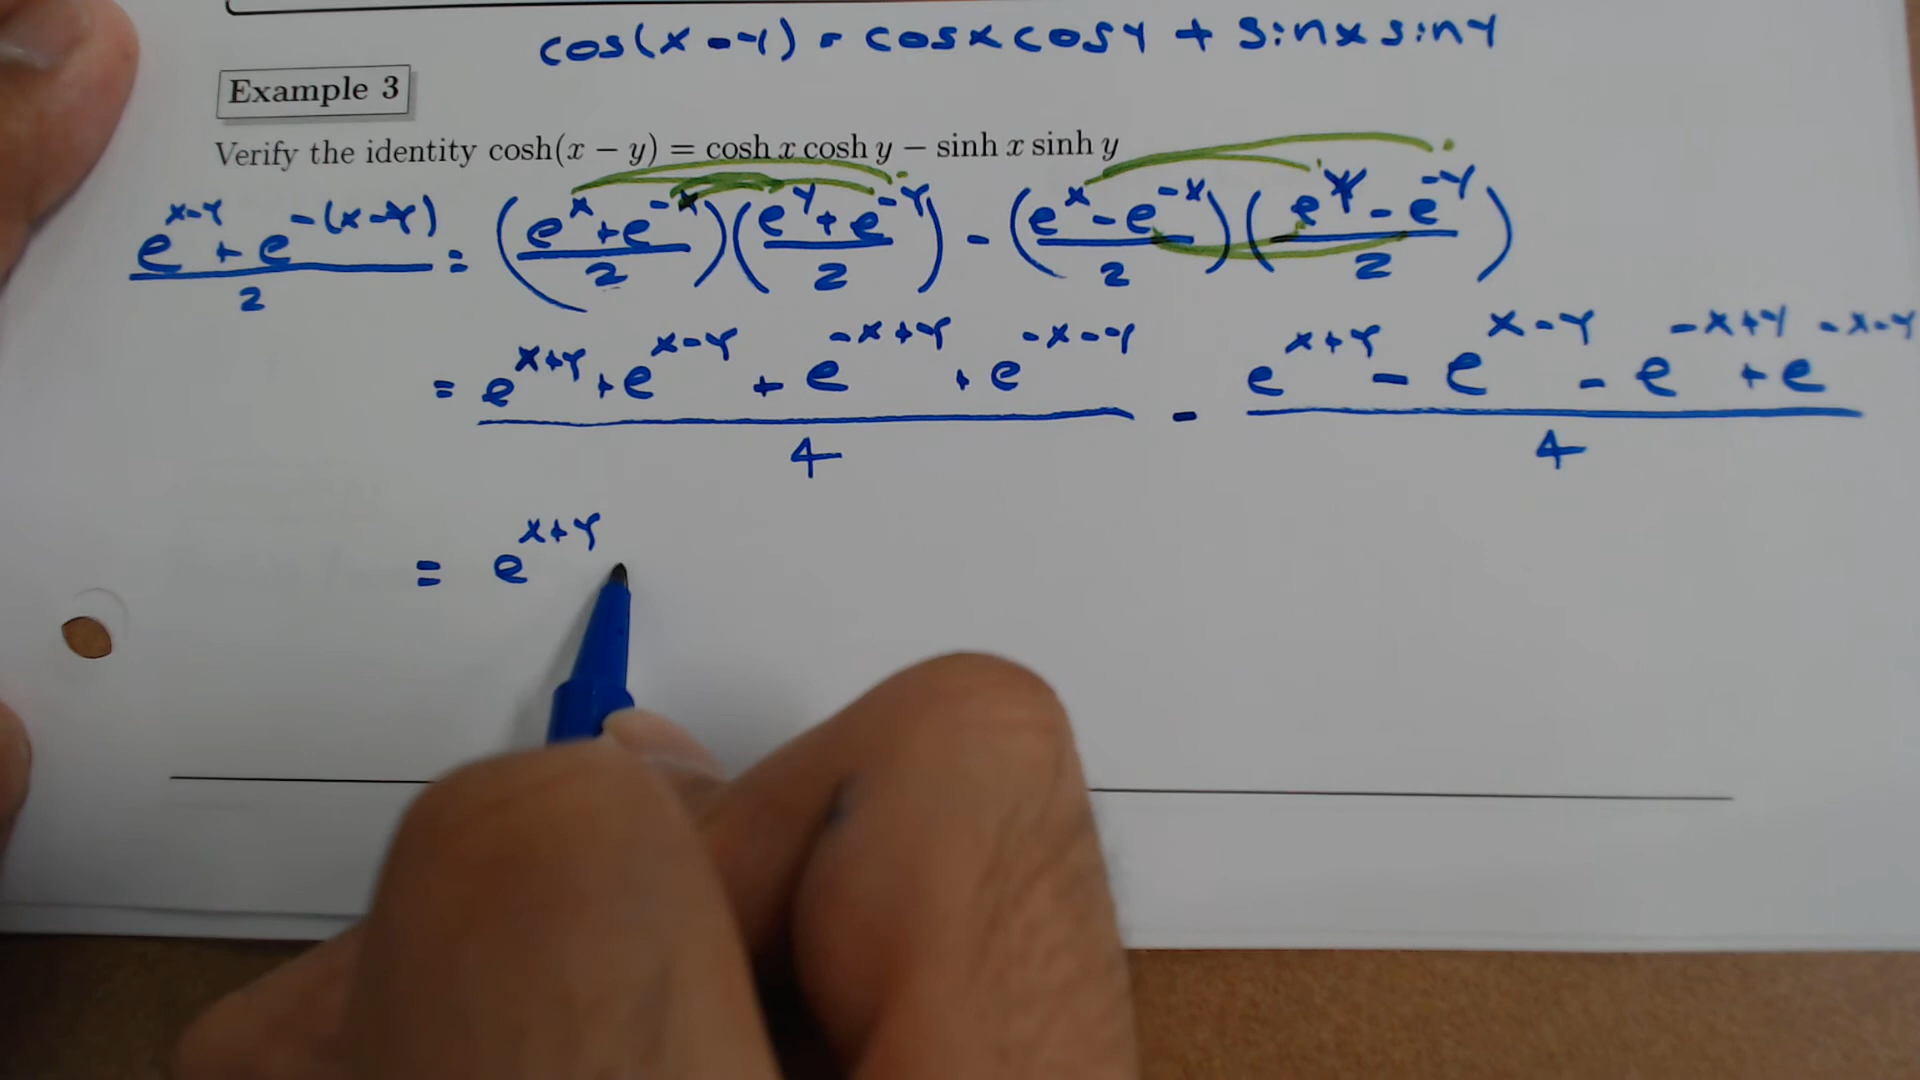 cos(x-y) = cosx cosy + sinx siny
Example 3
Verify the identity cosh(x − y) = cosh x cosh y − sinh x sinh y
(e^{x-y} + e^{-(x-y)})/2 = ((e^x + e^{-x})/2)((e^y + e^{-y})/2) - ((e^x - e^{-x})/2)((e^y - e^{-y})/2)
= (e^{x+y} + e^{x-y} + e^{-x+y} + e^{-x-y})/4 - (e^{x+y} - e^{x-y} - e^{-x+y} + e^{-x-y})/4
= e^{x+y}